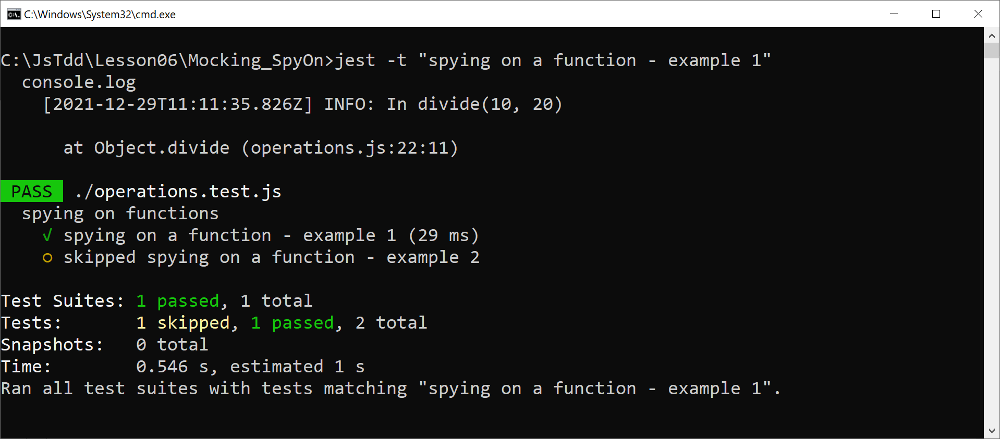 C:\Windows\System32\cmd.exe
C:\JsTdd\Lesson06\Mocking_SpyOn>jest -t "spying on a function - example 1"
console.log
[2021-12-29T11:11:35.826Z] INFO: In divide(10, 20)
at Object.divide (operations.js:22:11)
PASS ./operations.test.js
spying on functions
√ spying on a function - example 1 (29 ms)
○ skipped spying on a function - example 2
Test Suites: 1 passed, 1 total
Tests: 1 skipped, 1 passed, 2 total
Snapshots: 0 total
Time: 0.546 s, estimated 1 s
Ran all test suites with tests matching "spying on a function - example 1".